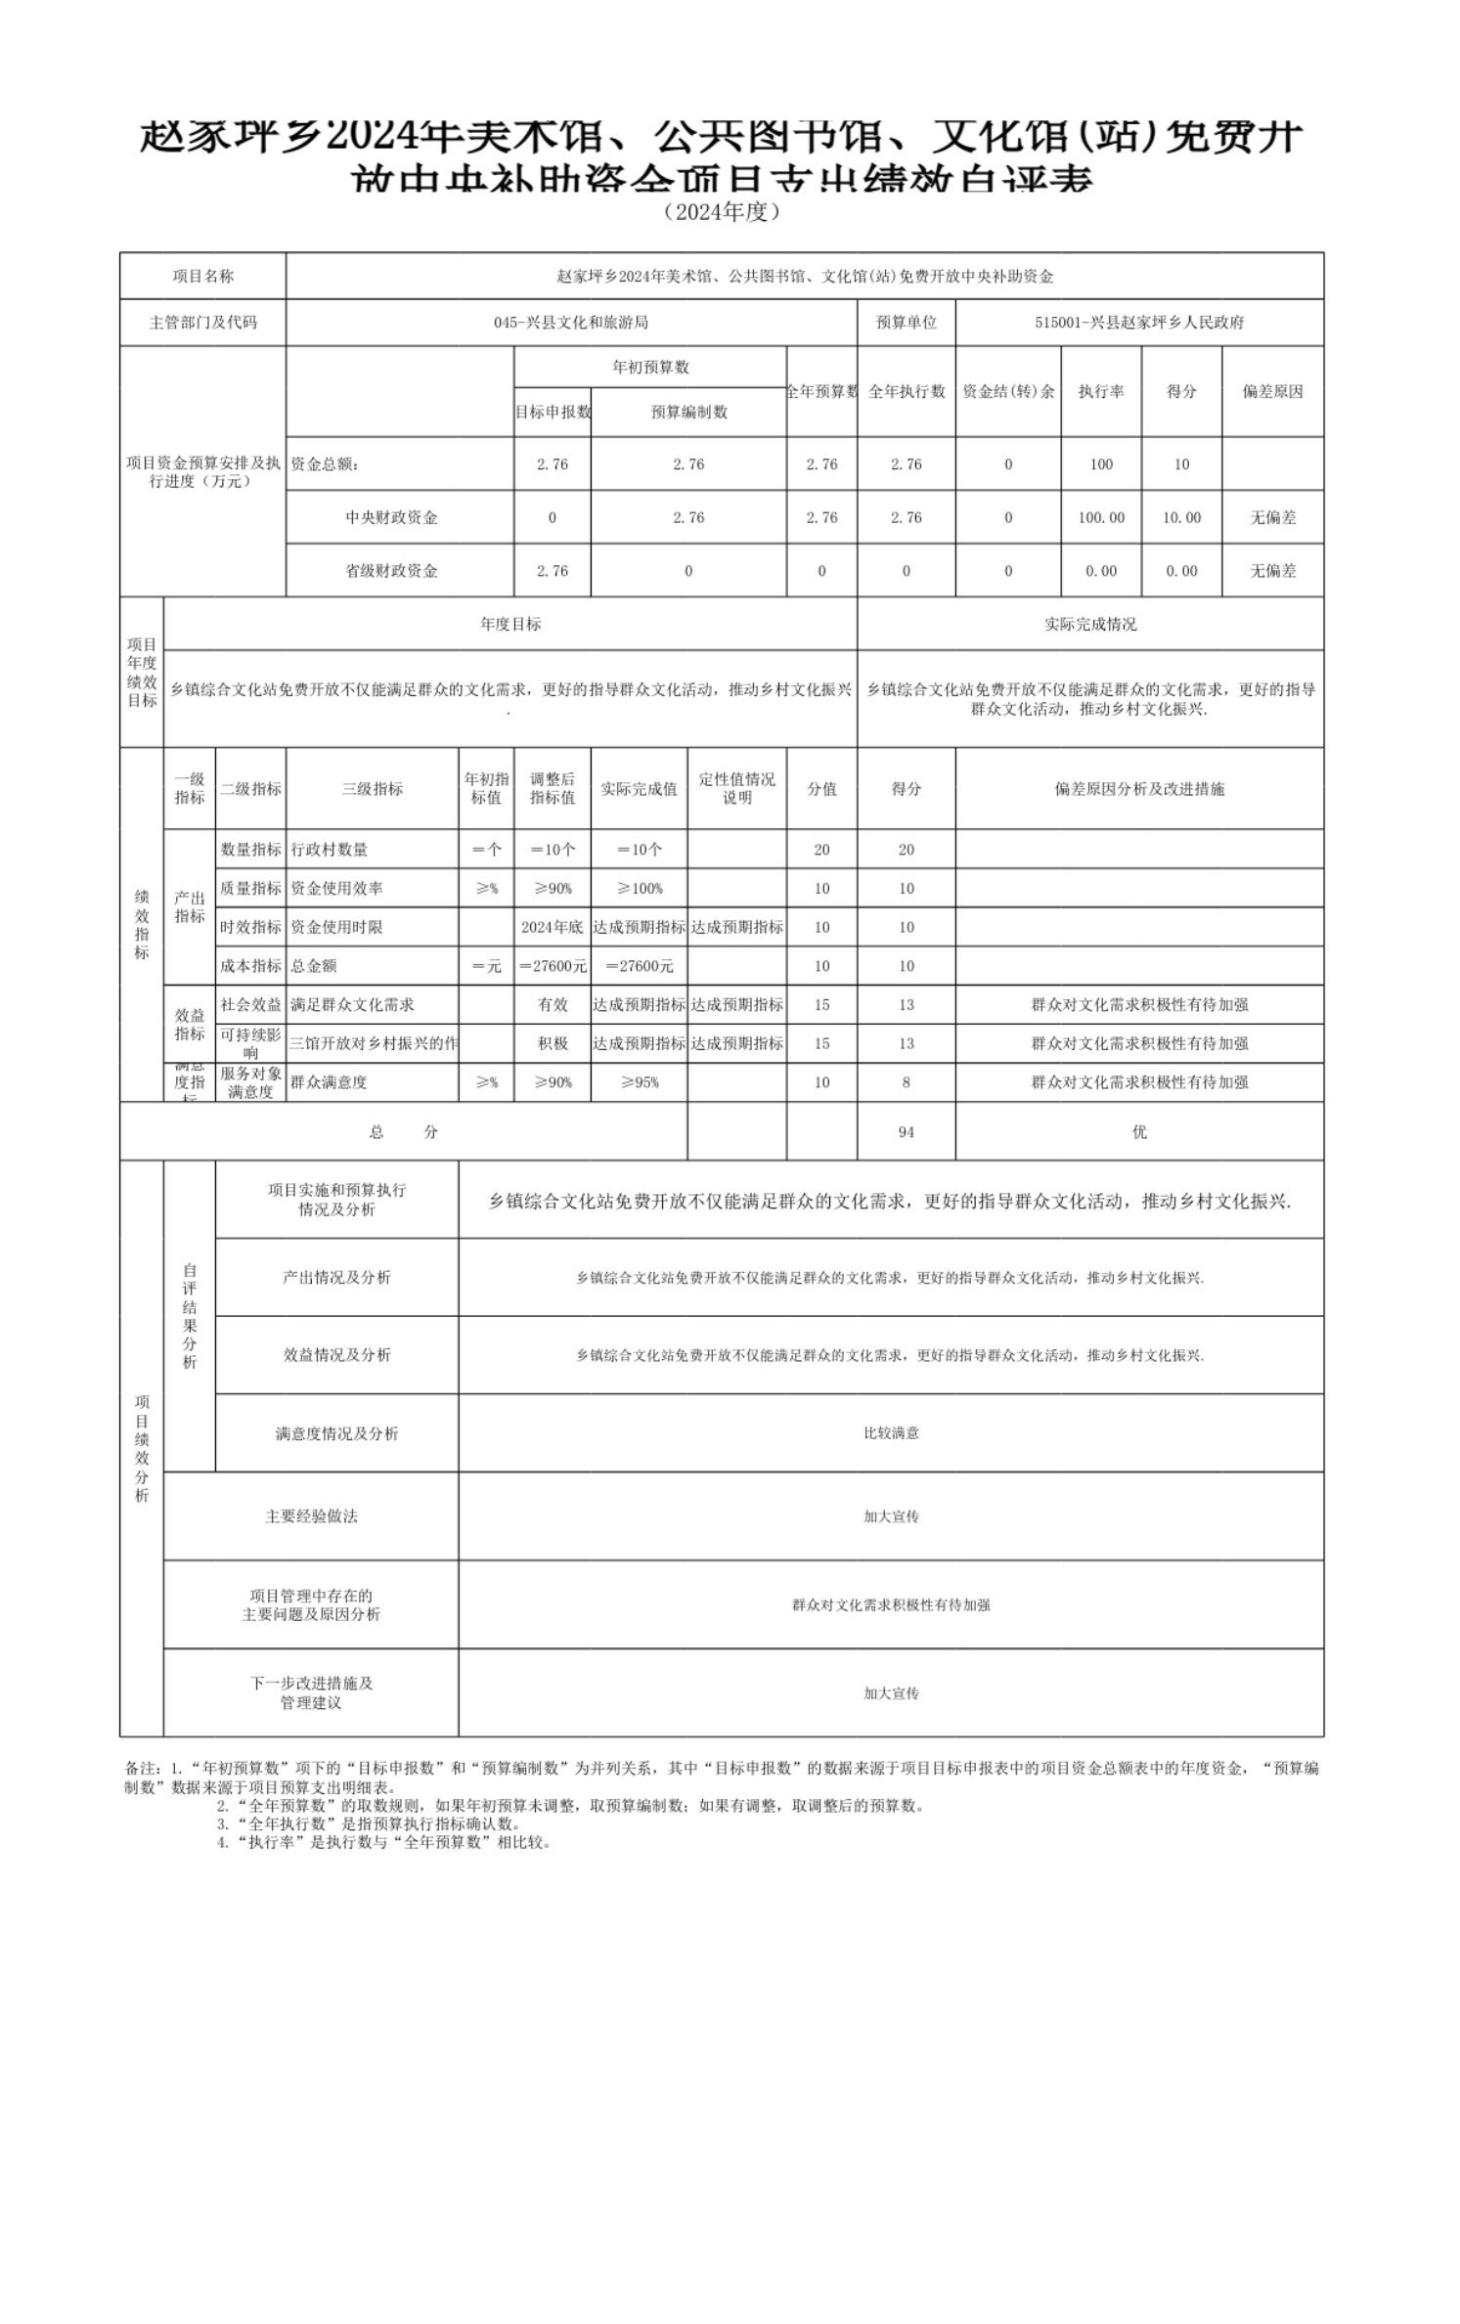 赵家坪乡2024年美术馆、公共图书馆、文化馆(站)免费开
放中央补助资金项目支出绩效自评表
（2024年度）
项目名称 赵家坪乡2024年美术馆、公共图书馆、文化馆(站)免费开放中央补助资金
主管部门及代码 045-兴县文化和旅游局 预算单位 515001-兴县赵家坪乡人民政府
项目资金预算安排及执
行进度（万元）
年初预算数
目标申报数 预算编制数 全年预算数 全年执行数 资金结(转)余 执行率 得分 偏差原因
资金总额： 2.76 2.76 2.76 2.76 0 100 10
中央财政资金 0 2.76 2.76 2.76 0 100.00 10.00 无偏差
省级财政资金 2.76 0 0 0 0 0.00 0.00 无偏差
项目
年度
绩效
目标
年度目标 实际完成情况
乡镇综合文化站免费开放不仅能满足群众的文化需求，更好的指导群众文化活动，推动乡村文化振兴
.
乡镇综合文化站免费开放不仅能满足群众的文化需求，更好的指导
群众文化活动，推动乡村文化振兴.
绩
效
指
标
一级
指标
二级指标 三级指标
年初指
标值
调整后
指标值
实际完成值
定性值情况
说明
分值 得分 偏差原因分析及改进措施
产出
指标
数量指标 行政村数量 ＝个 ＝10个 ＝10个 20 20
质量指标 资金使用效率 ≥% ≥90% ≥100% 10 10
时效指标 资金使用时限 2024年底 达成预期指标 达成预期指标 10 10
成本指标 总金额 ＝元 ＝27600元 ＝27600元 10 10
效益
指标
社会效益 满足群众文化需求 有效 达成预期指标 达成预期指标 15 13 群众对文化需求积极性有待加强
可持续影
响
三馆开放对乡村振兴的作 积极 达成预期指标 达成预期指标 15 13 群众对文化需求积极性有待加强
满意
度指
标
服务对象
满意度
群众满意度 ≥% ≥90% ≥95% 10 8 群众对文化需求积极性有待加强
总 分 94 优
项
目
绩
效
分
析
自
评
结
果
分
析
项目实施和预算执行
情况及分析
乡镇综合文化站免费开放不仅能满足群众的文化需求，更好的指导群众文化活动，推动乡村文化振兴.
产出情况及分析 乡镇综合文化站免费开放不仅能满足群众的文化需求，更好的指导群众文化活动，推动乡村文化振兴.
效益情况及分析 乡镇综合文化站免费开放不仅能满足群众的文化需求，更好的指导群众文化活动，推动乡村文化振兴.
满意度情况及分析 比较满意
主要经验做法 加大宣传
项目管理中存在的
主要问题及原因分析
群众对文化需求积极性有待加强
下一步改进措施及
管理建议
加大宣传
备注：1.“年初预算数”项下的“目标申报数”和“预算编制数”为并列关系，其中“目标申报数”的数据来源于项目目标申报表中的项目资金总额表中的年度资金，“预算编
制数”数据来源于项目预算支出明细表。
2.“全年预算数”的取数规则，如果年初预算未调整，取预算编制数；如果有调整，取调整后的预算数。
3.“全年执行数”是指预算执行指标确认数。
4.“执行率”是执行数与“全年预算数”相比较。